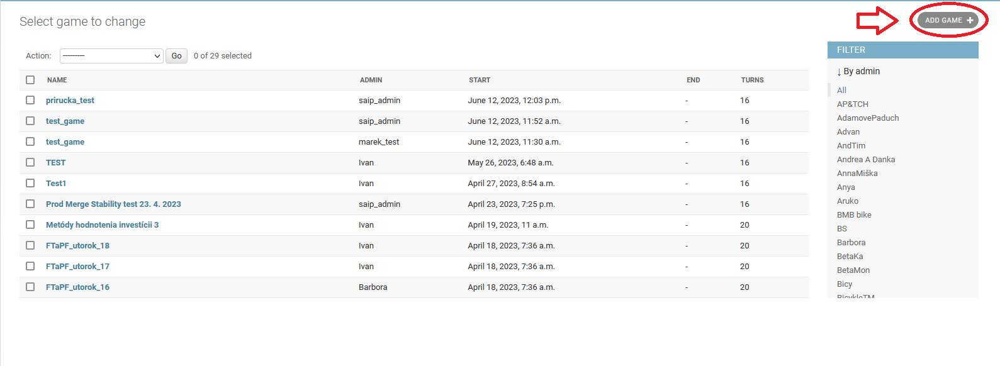 Select game to change
ADD GAME +
Action: --------- Go 0 of 29 selected
NAME ADMIN START END TURNS
prirucka_test saip_admin June 12, 2023, 12:03 p.m. - 16
test_game saip_admin June 12, 2023, 11:52 a.m. - 16
test_game marek_test June 12, 2023, 11:30 a.m. - 16
TEST Ivan May 26, 2023, 6:48 a.m. - 16
Test1 Ivan April 27, 2023, 8:54 a.m. - 16
Prod Merge Stability test 23. 4. 2023 saip_admin April 23, 2023, 7:25 p.m. - 16
Metódy hodnotenia investícii 3 Ivan April 19, 2023, 11 a.m. - 20
FTaPF_utorok_18 Ivan April 18, 2023, 7:36 a.m. - 20
FTaPF_utorok_17 Ivan April 18, 2023, 7:36 a.m. - 20
FTaPF_utorok_16 Barbora April 18, 2023, 7:36 a.m. - 20
FILTER
↓ By admin
All
AP&TCH
AdamovePaduch
Advan
AndTim
Andrea A Danka
AnnaMiška
Anya
Aruko
BMB bike
BS
Barbora
BetaKa
BetaMon
Bicy
BicykloTM